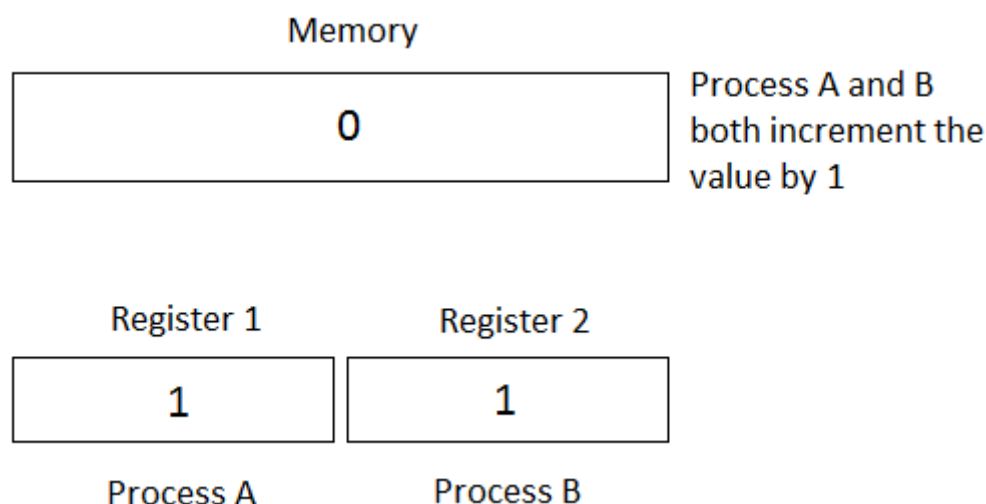 Memory
0
Process A and B
both increment the
value by 1
Register 1
Register 2
1
1
Process A
Process B